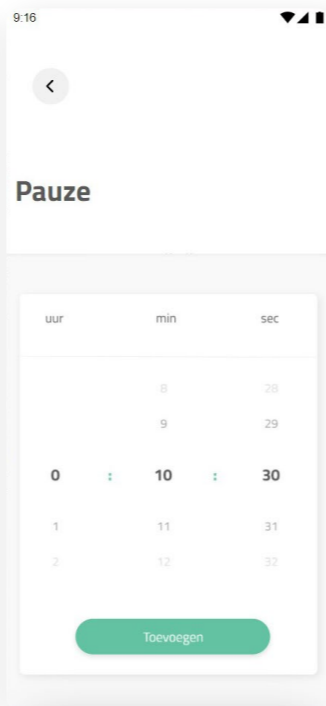 9:16
Pauze
uur min sec
8 28
9 29
0 : 10 : 30
1 11 31
2 12 32
Toevoegen